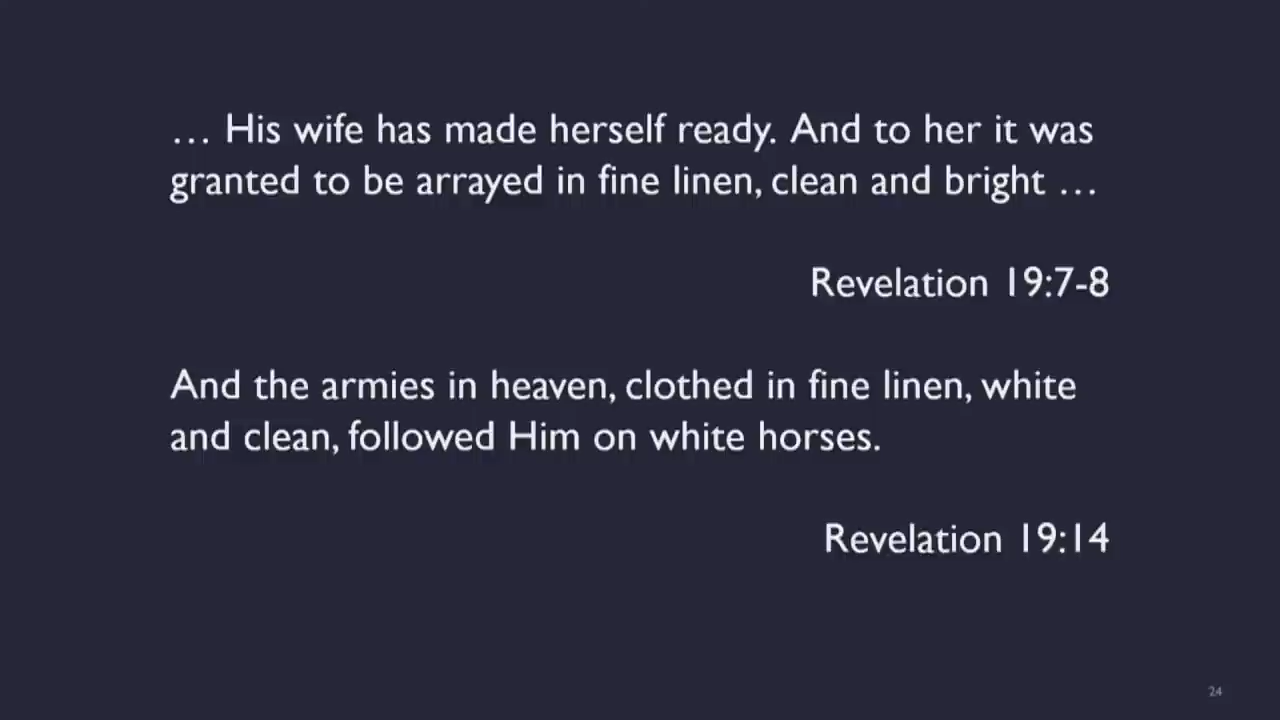 … His wife has made herself ready. And to her it was
granted to be arrayed in fine linen, clean and bright …
Revelation 19:7-8
And the armies in heaven, clothed in fine linen, white
and clean, followed Him on white horses.
Revelation 19:14
24